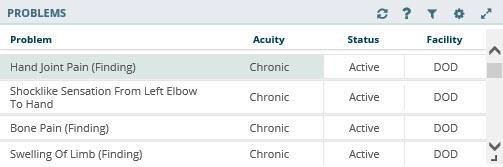 PROBLEMS
Problem Acuity Status Facility
Hand Joint Pain (Finding) Chronic Active DOD
Shocklike Sensation From Left Elbow
To Hand Chronic Active DOD
Bone Pain (Finding) Chronic Active DOD
Swelling Of Limb (Finding) Chronic Active DOD